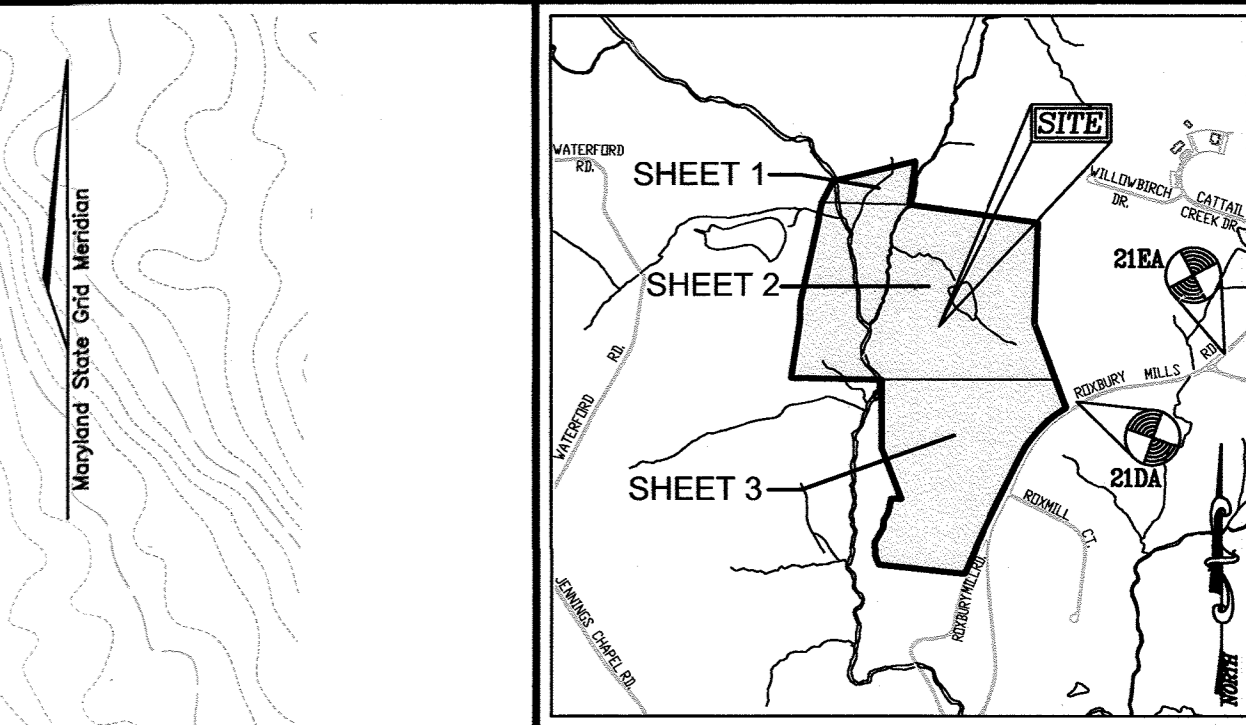 Maryland State Grid Meridian
SITE
WATERFORD
RD.
SHEET 1
WILLOWBIRCH
DR.
CATTAIL
CREEK DR.
21EA
SHEET 2
RD.
RD.
ROXBURY MILLS
WATERFORD
SHEET 3
21DA
ROXMILL CT.
ROXBURY MILL RD.
JENNINGS CHAPEL RD.
NORTH